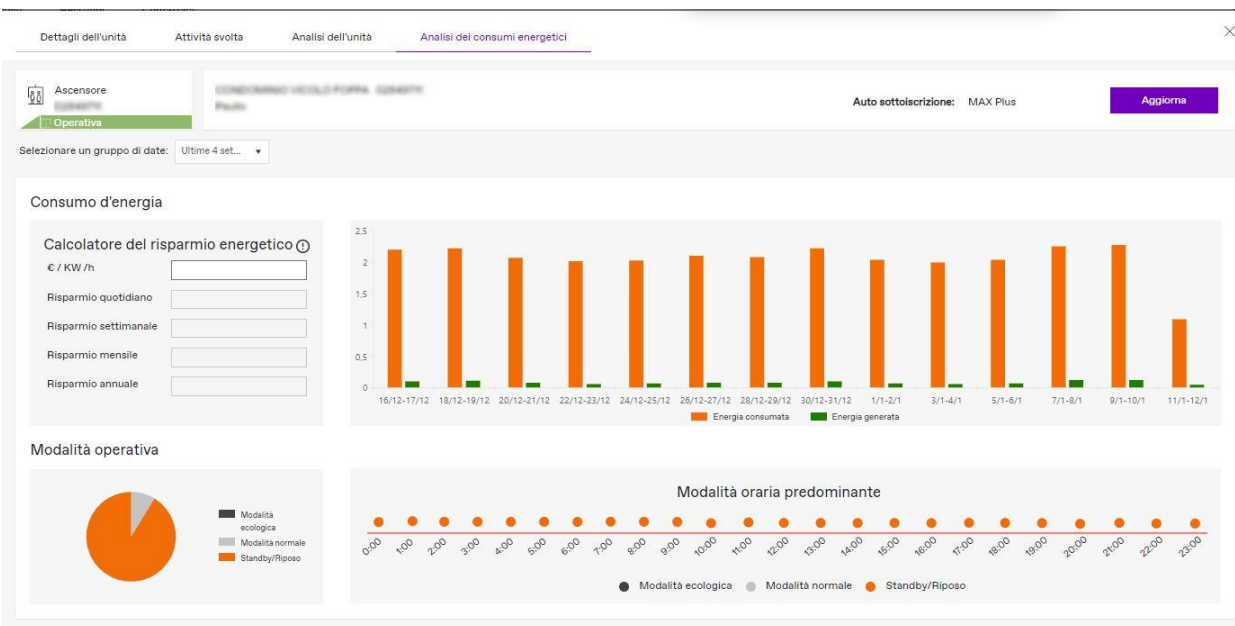 Dettagli dell'unità Attività svolta Analisi dell'unità Analisi dei consumi energetici
Ascensore
Operativa
Auto sottoiscrizione: MAX Plus Aggiorna
Selezionare un gruppo di date: Ultime 4 set...
Consumo d'energia
Calcolatore del risparmio energetico
€ / KW /h
Risparmio quotidiano
Risparmio settimanale
Risparmio mensile
Risparmio annuale
2,5
2
1,5
1
0,5
0
16/12-17/12 18/12-19/12 20/12-21/12 22/12-23/12 24/12-25/12 26/12-27/12 28/12-29/12 30/12-31/12 1/1-2/1 3/1-4/1 5/1-6/1 7/1-8/1 9/1-10/1 11/1-12/1
Energia consumata Energia generata
Modalità operativa
Modalità
ecologica
Modalità normale
Standby/Riposo
Modalità oraria predominante
0:00 1:00 2:00 3:00 4:00 5:00 6:00 7:00 8:00 9:00 10:00 11:00 12:00 13:00 14:00 15:00 16:00 17:00 18:00 19:00 20:00 21:00 22:00 23:00
Modalità ecologica Modalità normale Standby/Riposo